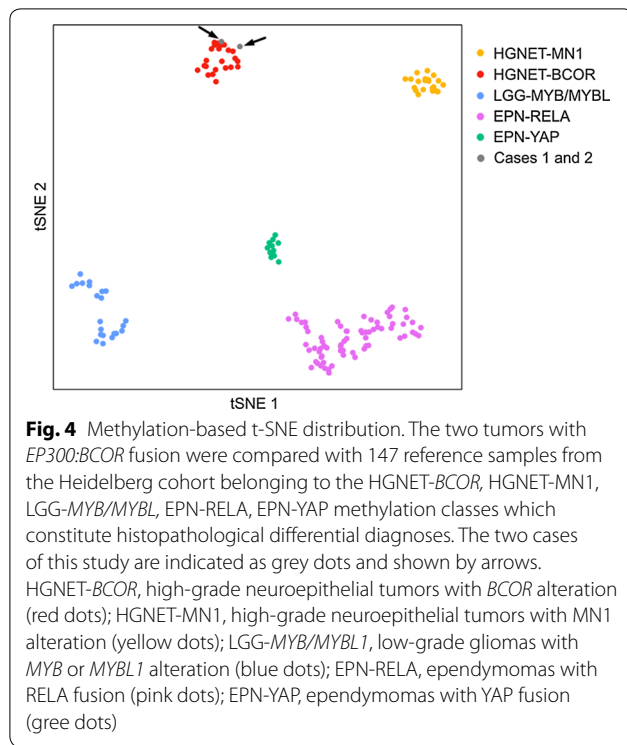 HGNET-MN1
HGNET-BCOR
LGG-MYB/MYBL
EPN-RELA
EPN-YAP
Cases 1 and 2
tSNE 2
tSNE 1
Fig. 4 Methylation-based t-SNE distribution. The two tumors with
EP300:BCOR fusion were compared with 147 reference samples from
the Heidelberg cohort belonging to the HGNET-BCOR, HGNET-MN1,
LGG-MYB/MYBL, EPN-RELA, EPN-YAP methylation classes which
constitute histopathological differential diagnoses. The two cases
of this study are indicated as grey dots and shown by arrows.
HGNET-BCOR, high-grade neuroepithelial tumors with BCOR alteration
(red dots); HGNET-MN1, high-grade neuroepithelial tumors with MN1
alteration (yellow dots); LGG-MYB/MYBL1, low-grade gliomas with
MYB or MYBL1 alteration (blue dots); EPN-RELA, ependymomas with
RELA fusion (pink dots); EPN-YAP, ependymomas with YAP fusion
(gree dots)